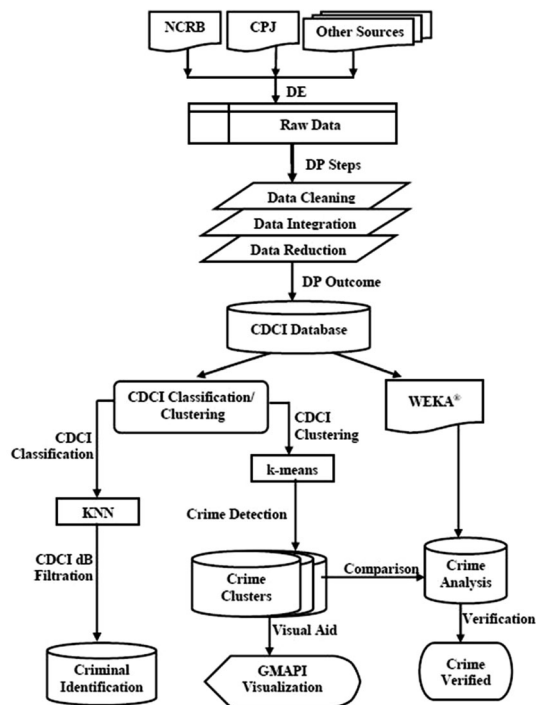 NCRB
CPJ
Other Sources
DE
Raw Data
DP Steps
Data Cleaning
Data Integration
Data Reduction
DP Outcome
CDCI Database
CDCI Classification/
Clustering
WEKA®
CDCI
Classification
CDCI
Clustering
k-means
KNN
Crime Detection
CDCI dB
Filtration
Crime
Clusters
Comparison
Crime
Analysis
Visual Aid
Verification
Criminal
Identification
GMAPI
Visualization
Crime
Verified